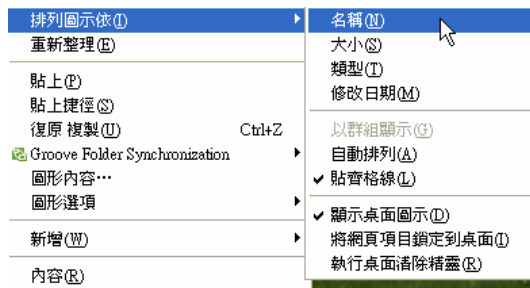 排列圖示依(I)
重新整理(E)
貼上(P)
貼上捷徑(S)
復原 複製(U) Ctrl+Z
Groove Folder Synchronization
圖形內容…
圖形選項
新增(W)
內容(R)
名稱(N)
大小(S)
類型(T)
修改日期(M)
以群組顯示(G)
自動排列(A)
貼齊格線(L)
顯示桌面圖示(D)
將網頁項目鎖定到桌面(I)
執行桌面清除精靈(R)